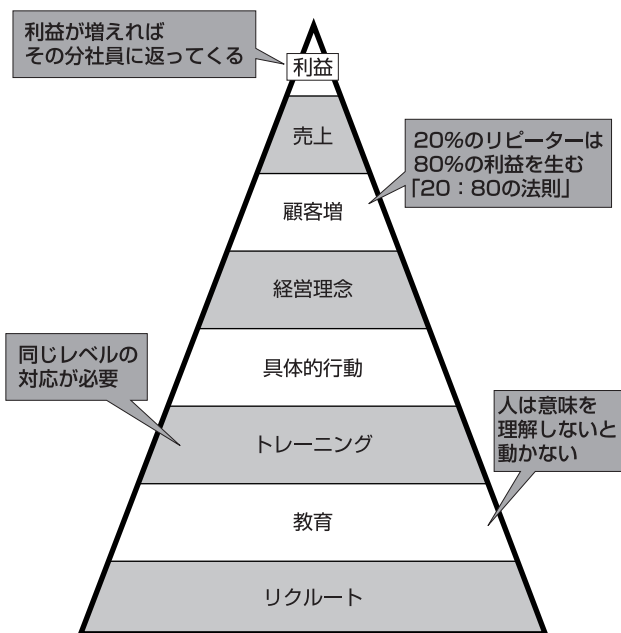 利益が増えれば
その分社員に返ってくる
利益
売上
20%のリピーターは
80%の利益を生む
「20：80の法則」
顧客増
経営理念
具体的行動
同じレベルの
対応が必要
トレーニング
人は意味を
理解しないと
動かない
教育
リクルート